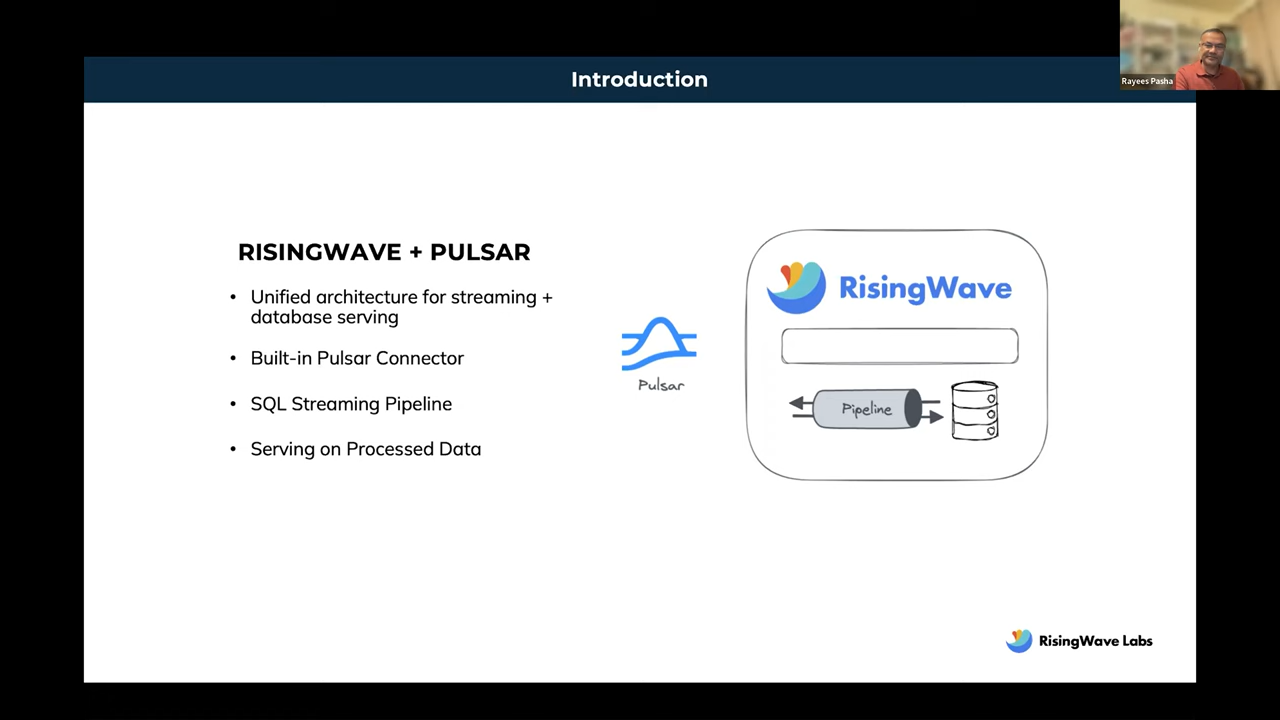 Introduction
Rayees Pasha
RISINGWAVE + PULSAR
• Unified architecture for streaming +
database serving
• Built-in Pulsar Connector
• SQL Streaming Pipeline
• Serving on Processed Data
Pulsar
RisingWave
Pipeline
RisingWave Labs